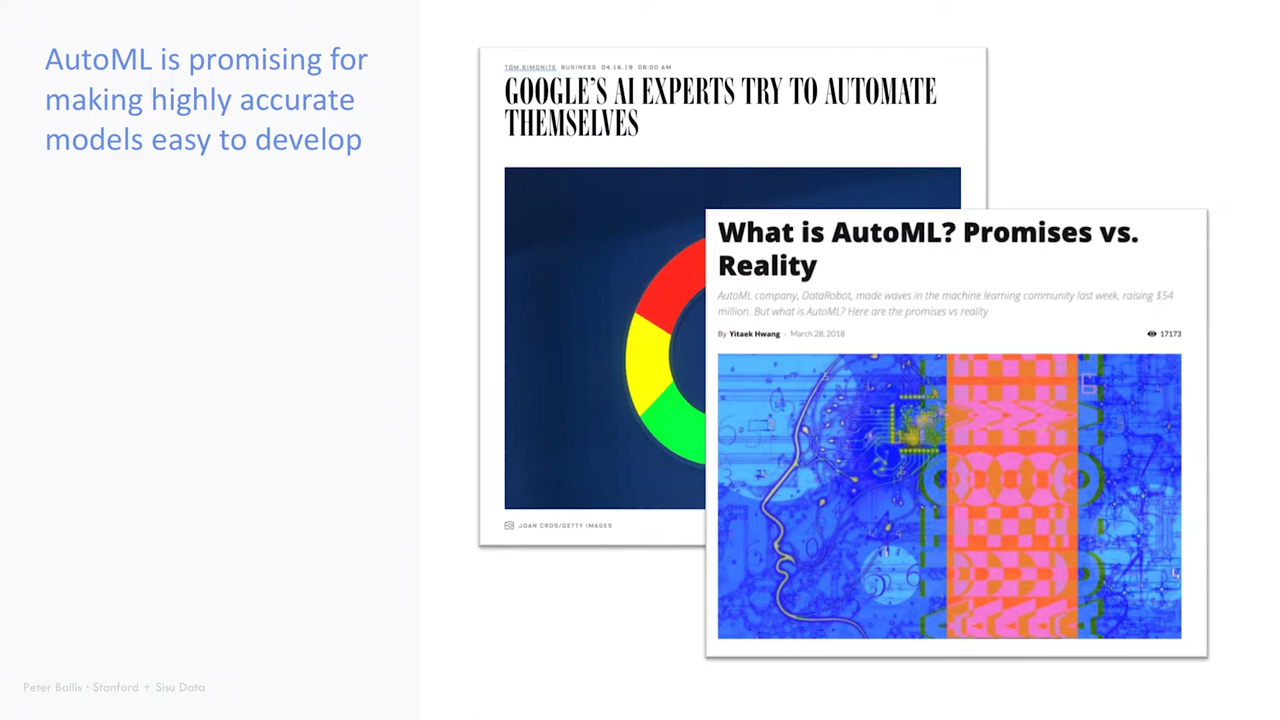 AutoML is promising for
making highly accurate
models easy to develop
TOM SIMONITE BUSINESS 04.16.19 06:00 AM
GOOGLE'S AI EXPERTS TRY TO AUTOMATE
THEMSELVES
JOAN CROS/GETTY IMAGES
What is AutoML? Promises vs.
Reality
AutoML company, DataRobot, made waves in the machine learning community last week, raising $54
million. But what is AutoML? Here are the promises vs reality
By Yitaek Hwang - March 28, 2018
17173
Peter Bailis · Stanford + Sisu Data